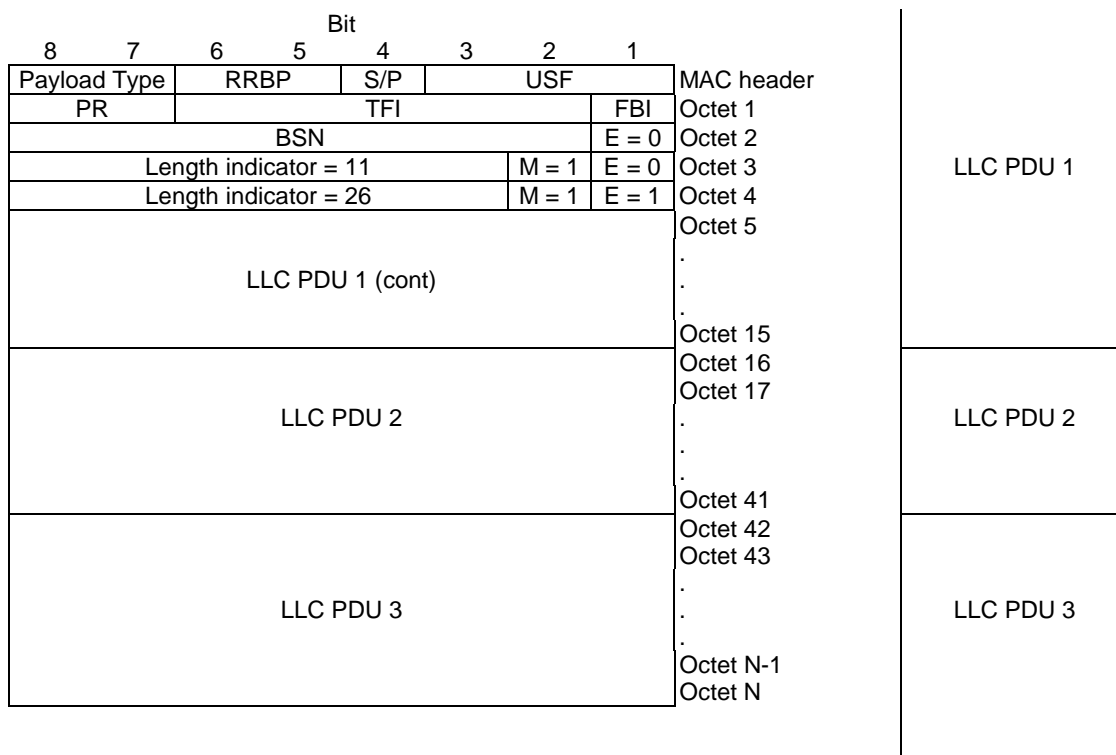 Bit
8 7 6 5 4 3 2 1
Payload Type RRBP S/P USF MAC header
PR TFI FBI Octet 1
BSN E = 0 Octet 2
Length indicator = 11 M = 1 E = 0 Octet 3 LLC PDU 1
Length indicator = 26 M = 1 E = 1 Octet 4
Octet 5
.
LLC PDU 1 (cont) .
.
Octet 15
Octet 16
Octet 17
LLC PDU 2 . LLC PDU 2
.
.
Octet 41
Octet 42
Octet 43
.
LLC PDU 3 . LLC PDU 3
.
Octet N-1
Octet N